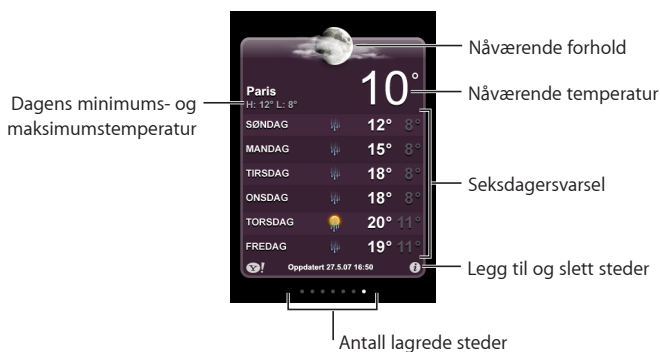 Nåværende forhold
Paris
H: 12° L: 8°
10°
Nåværende temperatur
Dagens minimums- og
maksimumstemperatur
SØNDAG 12° 8°
MANDAG 15° 8°
TIRSDAG 18° 8°
ONSDAG 18° 8°
TORSDAG 20° 11°
FREDAG 19° 11°
Seksdagersvarsel
Y! Oppdatert 27.5.07 16:50 i
Legg til og slett steder
Antall lagrede steder